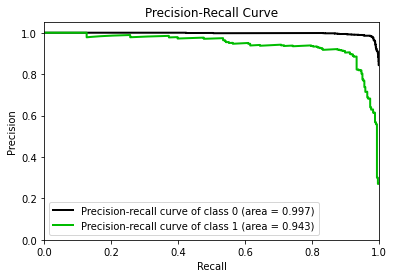 Precision-Recall Curve
1.0
0.8
0.6
0.4
0.2
0.0
Precision
Precision-recall curve of class 0 (area = 0.997)
Precision-recall curve of class 1 (area = 0.943)
0.0 0.2 0.4 0.6 0.8 1.0
Recall